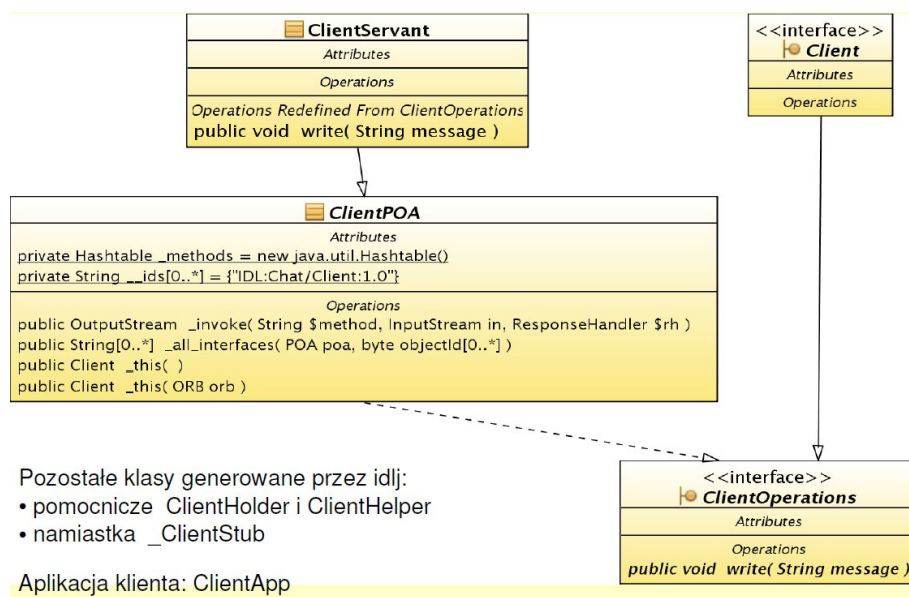 ClientServant
Attributes
Operations
Operations Redefined From ClientOperations
public void write( String message )
<<interface>>
Client
Attributes
Operations
ClientPOA
Attributes
private Hashtable _methods = new java.util.Hashtable()
private String __ids[0..*] = {"IDL:Chat/Client:1.0"}
Operations
public OutputStream _invoke( String $method, InputStream in, ResponseHandler $rh )
public String[0..*] _all_interfaces( POA poa, byte objectId[0..*] )
public Client _this( )
public Client _this( ORB orb )
Pozostałe klasy generowane przez idlj:
• pomocnicze ClientHolder i ClientHelper
• namiastka _ClientStub
Aplikacja klienta: ClientApp
<<interface>>
ClientOperations
Attributes
Operations
public void write( String message )